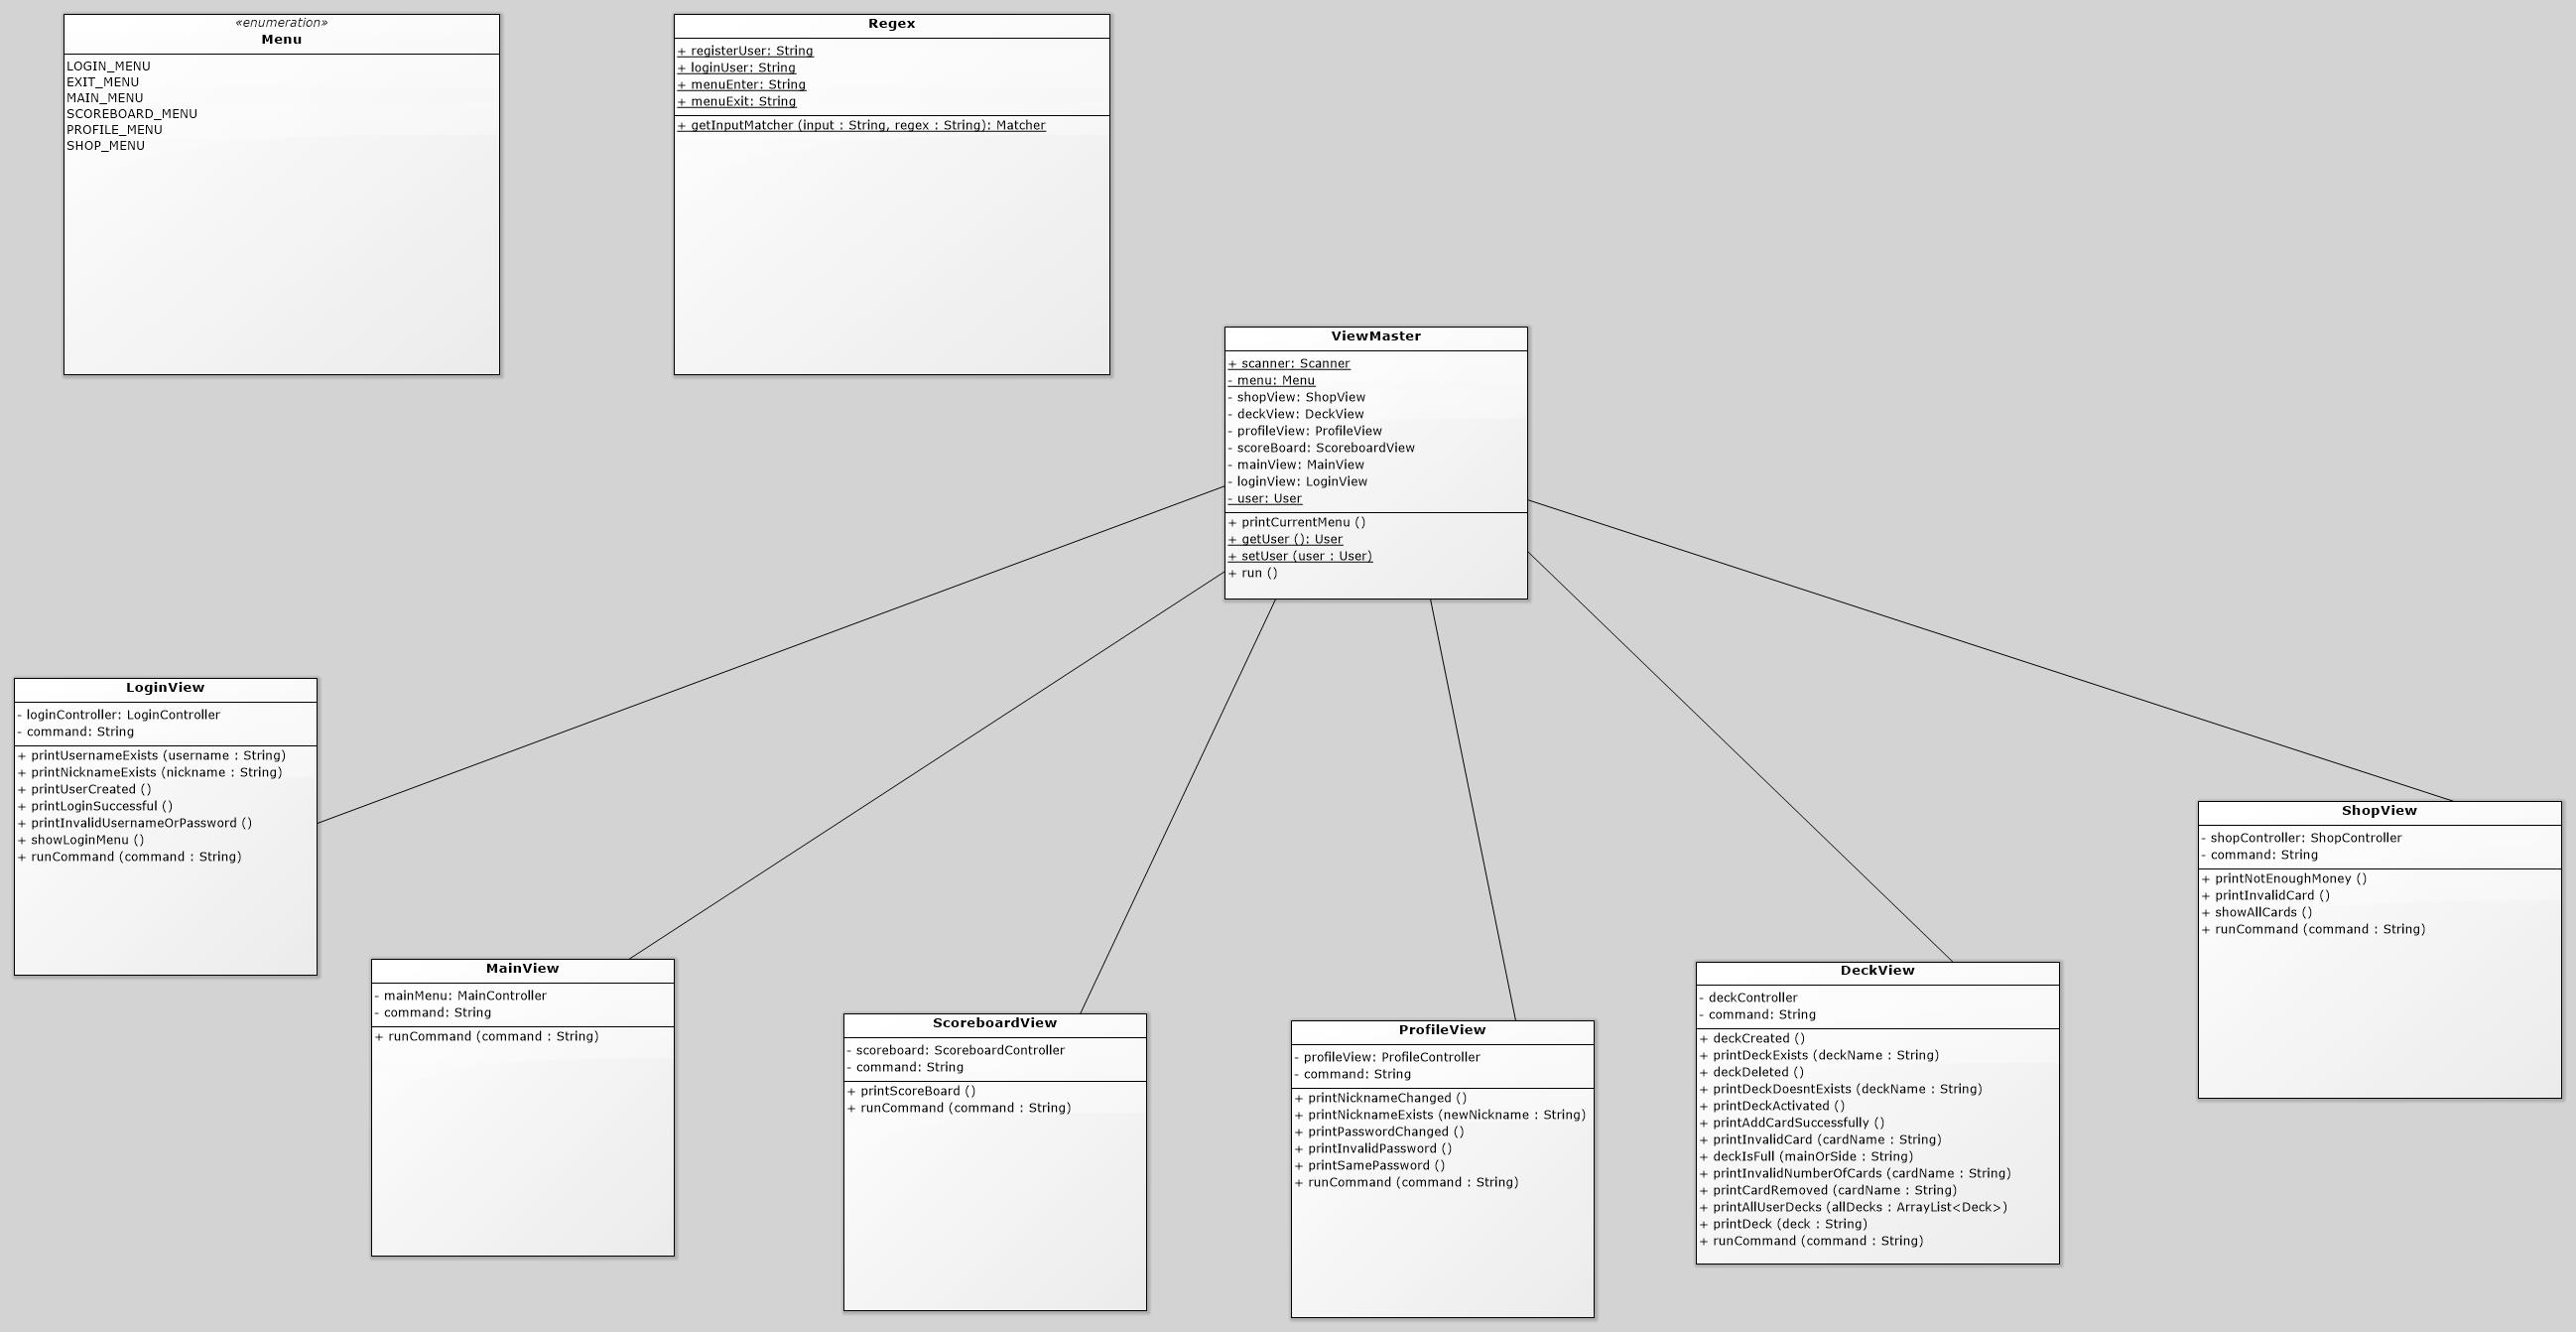 «enumeration»
Menu
LOGIN_MENU
EXIT_MENU
MAIN_MENU
SCOREBOARD_MENU
PROFILE_MENU
SHOP_MENU
Regex
+ registerUser: String
+ loginUser: String
+ menuEnter: String
+ menuExit: String
+ getInputMatcher (input : String, regex : String): Matcher
ViewMaster
+ scanner: Scanner
- menu: Menu
- shopView: ShopView
- deckView: DeckView
- profileView: ProfileView
- scoreBoard: ScoreboardView
- mainView: MainView
- loginView: LoginView
- user: User
+ printCurrentMenu ()
+ getUser (): User
+ setUser (user : User)
+ run ()
LoginView
- loginController: LoginController
- command: String
+ printUsernameExists (username : String)
+ printNicknameExists (nickname : String)
+ printUserCreated ()
+ printLoginSuccessful ()
+ printInvalidUsernameOrPassword ()
+ showLoginMenu ()
+ runCommand (command : String)
MainView
- mainMenu: MainController
- command: String
+ runCommand (command : String)
ScoreboardView
- scoreboard: ScoreboardController
- command: String
+ printScoreBoard ()
+ runCommand (command : String)
ProfileView
- profileView: ProfileController
- command: String
+ printNicknameChanged ()
+ printNicknameExists (newNickname : String)
+ printPasswordChanged ()
+ printInvalidPassword ()
+ printSamePassword ()
+ runCommand (command : String)
DeckView
- deckController
- command: String
+ deckCreated ()
+ printDeckExists (deckName : String)
+ deckDeleted ()
+ printDeckDoesntExists (deckName : String)
+ printDeckActivated ()
+ printAddCardSuccessfully ()
+ printInvalidCard (cardName : String)
+ deckIsFull (mainOrSide : String)
+ printInvalidNumberOfCards (cardName : String)
+ printCardRemoved (cardName : String)
+ printAllUserDecks (allDecks : ArrayList<Deck>)
+ printDeck (deck : String)
+ runCommand (command : String)
ShopView
- shopController: ShopController
- command: String
+ printNotEnoughMoney ()
+ printInvalidCard ()
+ showAllCards ()
+ runCommand (command : String)